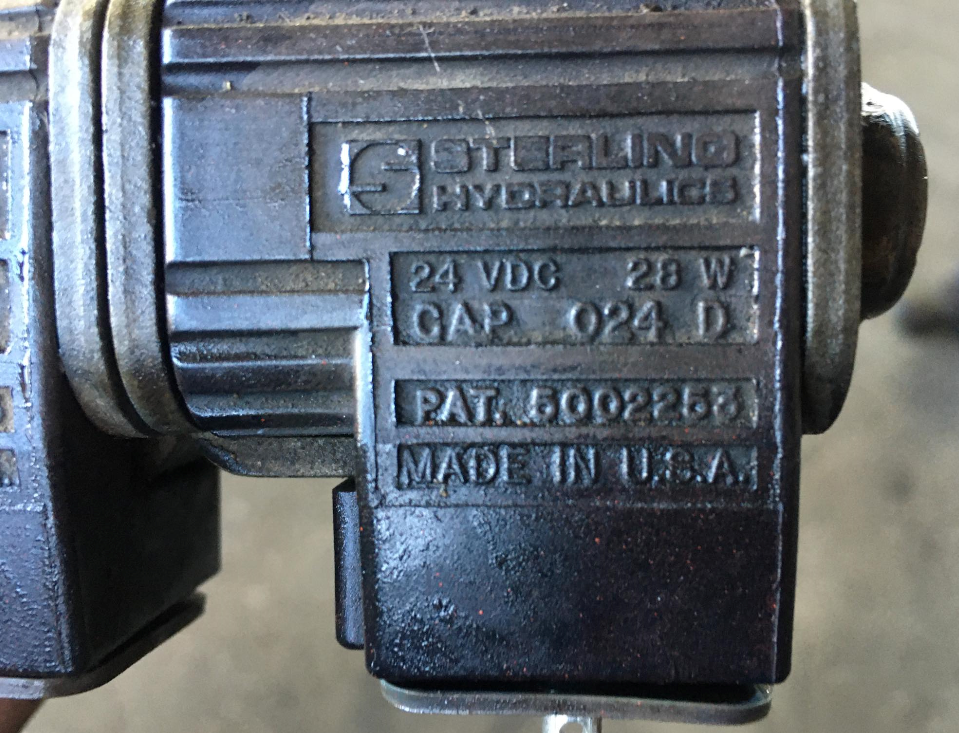 STERLING
HYDRAULICS
24 VDC 28 W
CAP 024 D
PAT. 5002253
MADE IN U.S.A.